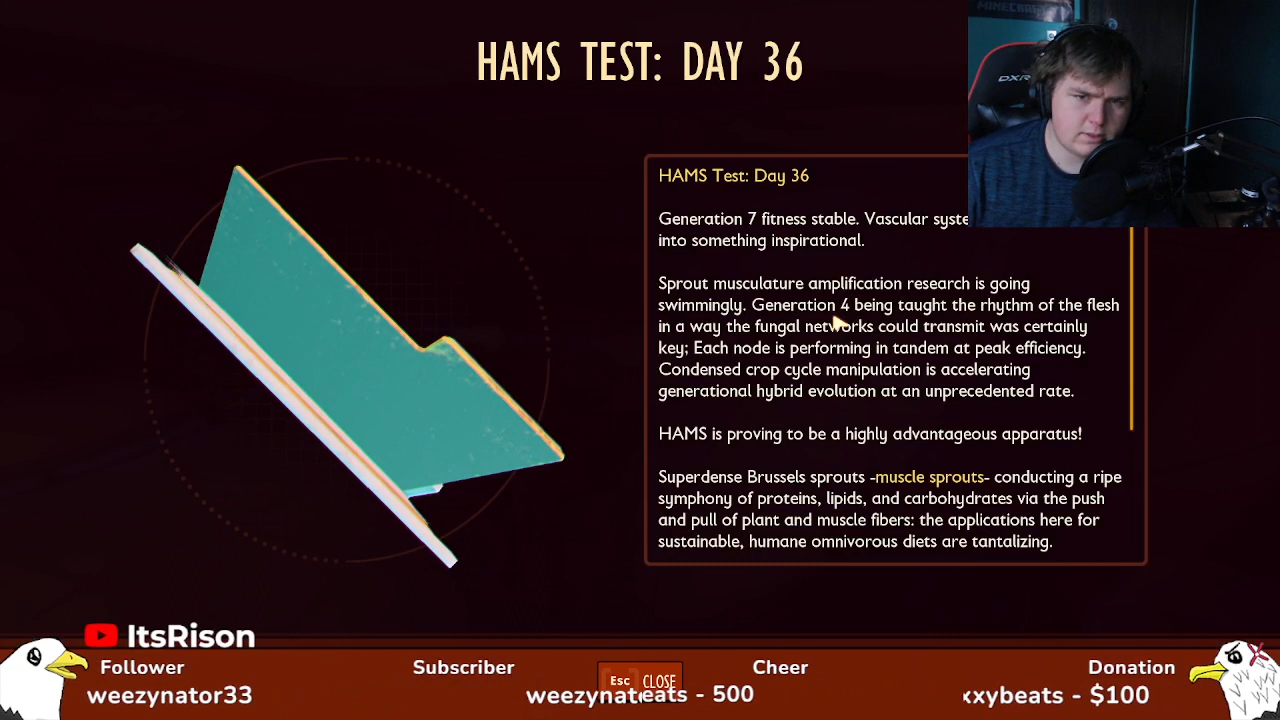 HAMS TEST: DAY 36
MINECRAFT
DXR
HAMS Test: Day 36
Generation 7 fitness stable. Vascular
into something inspirational.
Sprout musculature amplification research is going
swimmingly. Generation 4 being taught the rhythm of the flesh
in a way the fungal networks could transmit was certainly
key; Each node is performing in tandem at peak efficiency.
Condensed crop cycle manipulation is accelerating
generational hybrid evolution at an unprecedented rate.
HAMS is proving to be a highly advantageous apparatus!
Superdense Brussels sprouts -muscle sprouts- conducting a ripe
symphony of proteins, lipids, and carbohydrates via the push
and pull of plant and muscle fibers: the applications here for
sustainable, humane omnivorous diets are tantalizing.
ItsRison
Follower Subscriber Cheer Donation
Esc CLOSE
weezynator33 eats - 500 xybeats - $100